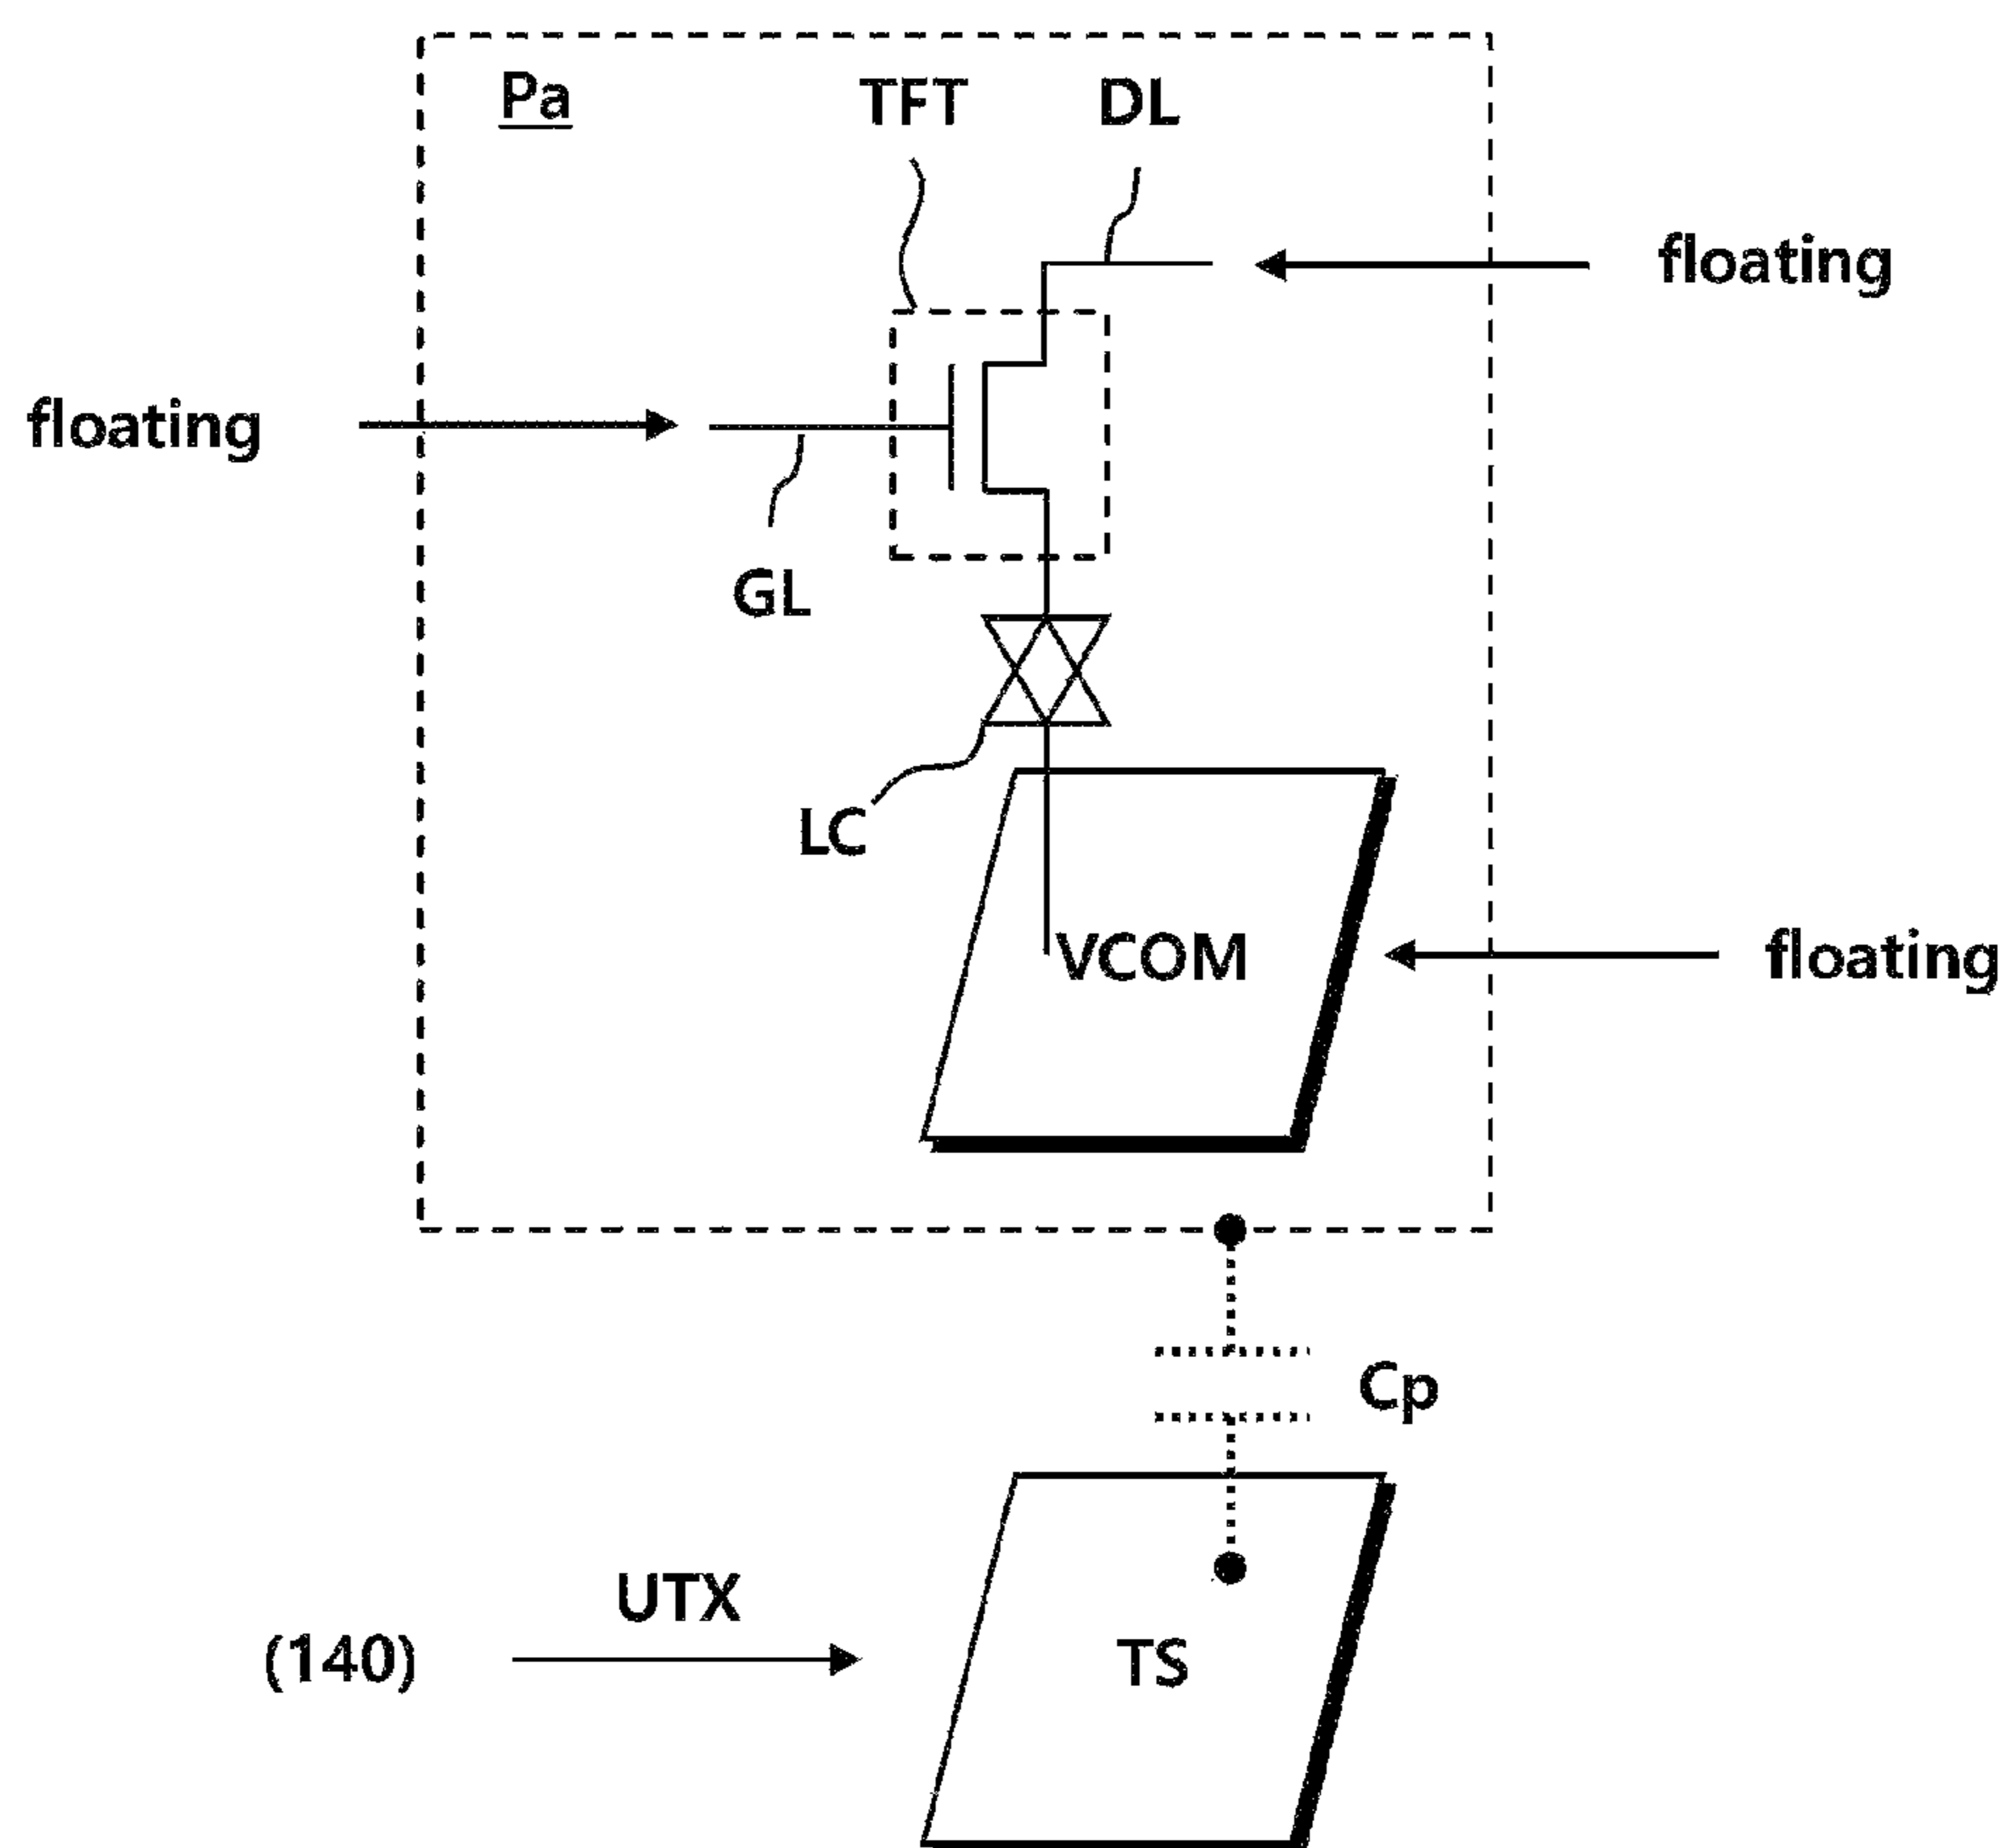 Pa
TFT
DL
floating
floating
GL
LC
VCOM
floating
Cp
UTX
(140)
TS